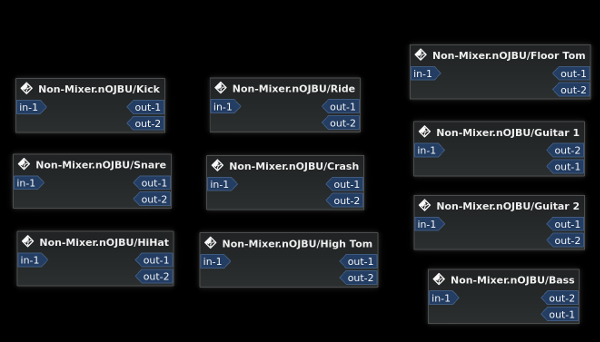 Non-Mixer.nOJBU/Kick
in-1
out-1
out-2
Non-Mixer.nOJBU/Snare
in-1
out-1
out-2
Non-Mixer.nOJBU/HiHat
in-1
out-1
out-2
Non-Mixer.nOJBU/Ride
in-1
out-1
out-2
Non-Mixer.nOJBU/Crash
in-1
out-1
out-2
Non-Mixer.nOJBU/High Tom
in-1
out-1
out-2
Non-Mixer.nOJBU/Floor Tom
in-1
out-1
out-2
Non-Mixer.nOJBU/Guitar 1
in-1
out-2
out-1
Non-Mixer.nOJBU/Guitar 2
in-1
out-1
out-2
Non-Mixer.nOJBU/Bass
in-1
out-2
out-1